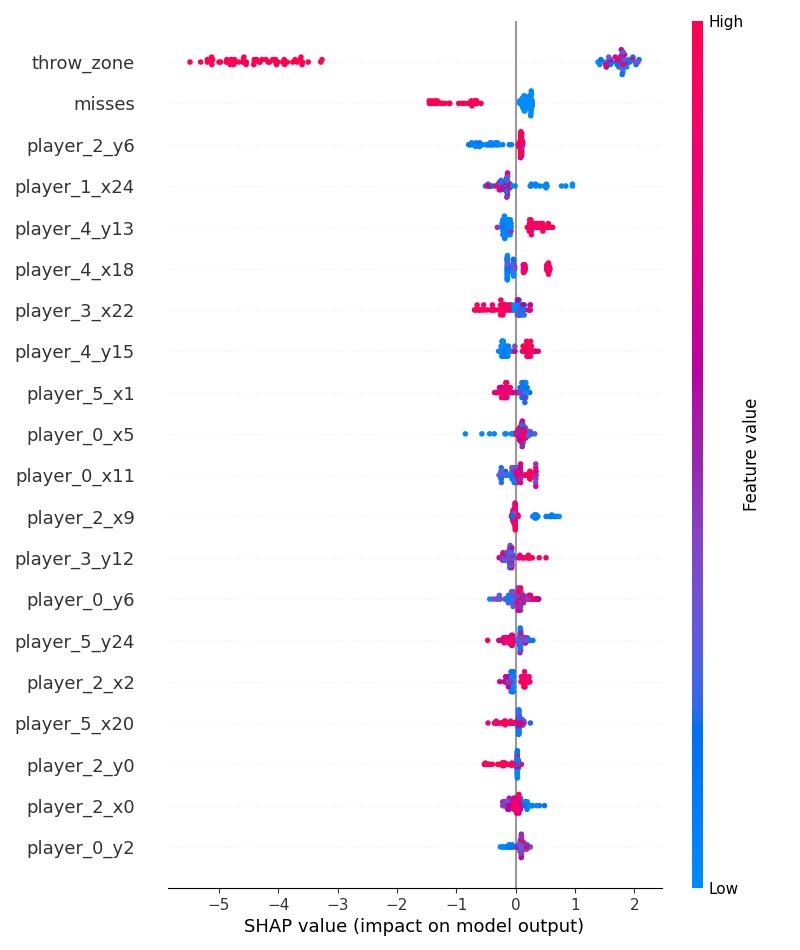 High
throw_zone
misses
player_2_y6
player_1_x24
player_4_y13
player_4_x18
player_3_x22
player_4_y15
player_5_x1
player_0_x5
player_0_x11
player_2_x9
player_3_y12
player_0_y6
player_5_y24
player_2_x2
player_5_x20
player_2_y0
player_2_x0
player_0_y2
Feature value
Low
−5 −4 −3 −2 −1 0 1 2
SHAP value (impact on model output)